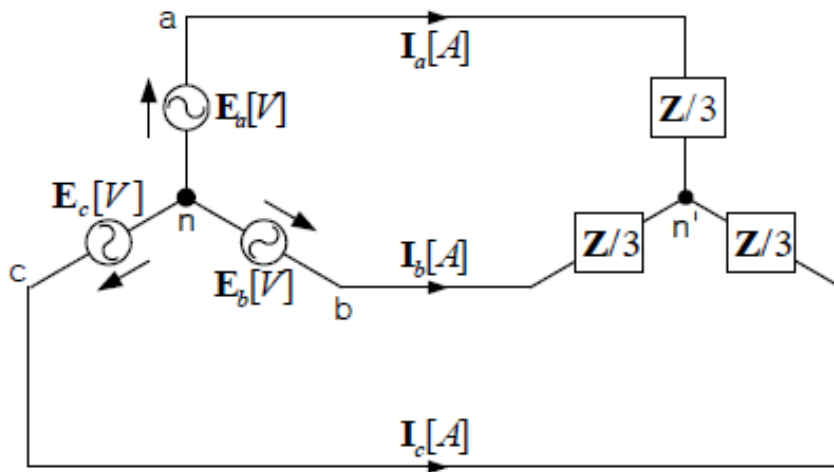 a
I_a[A]
E_a[V]
Z/3
E_c[V]
n
n'
Z/3
Z/3
c
E_b[V]
I_b[A]
b
I_c[A]